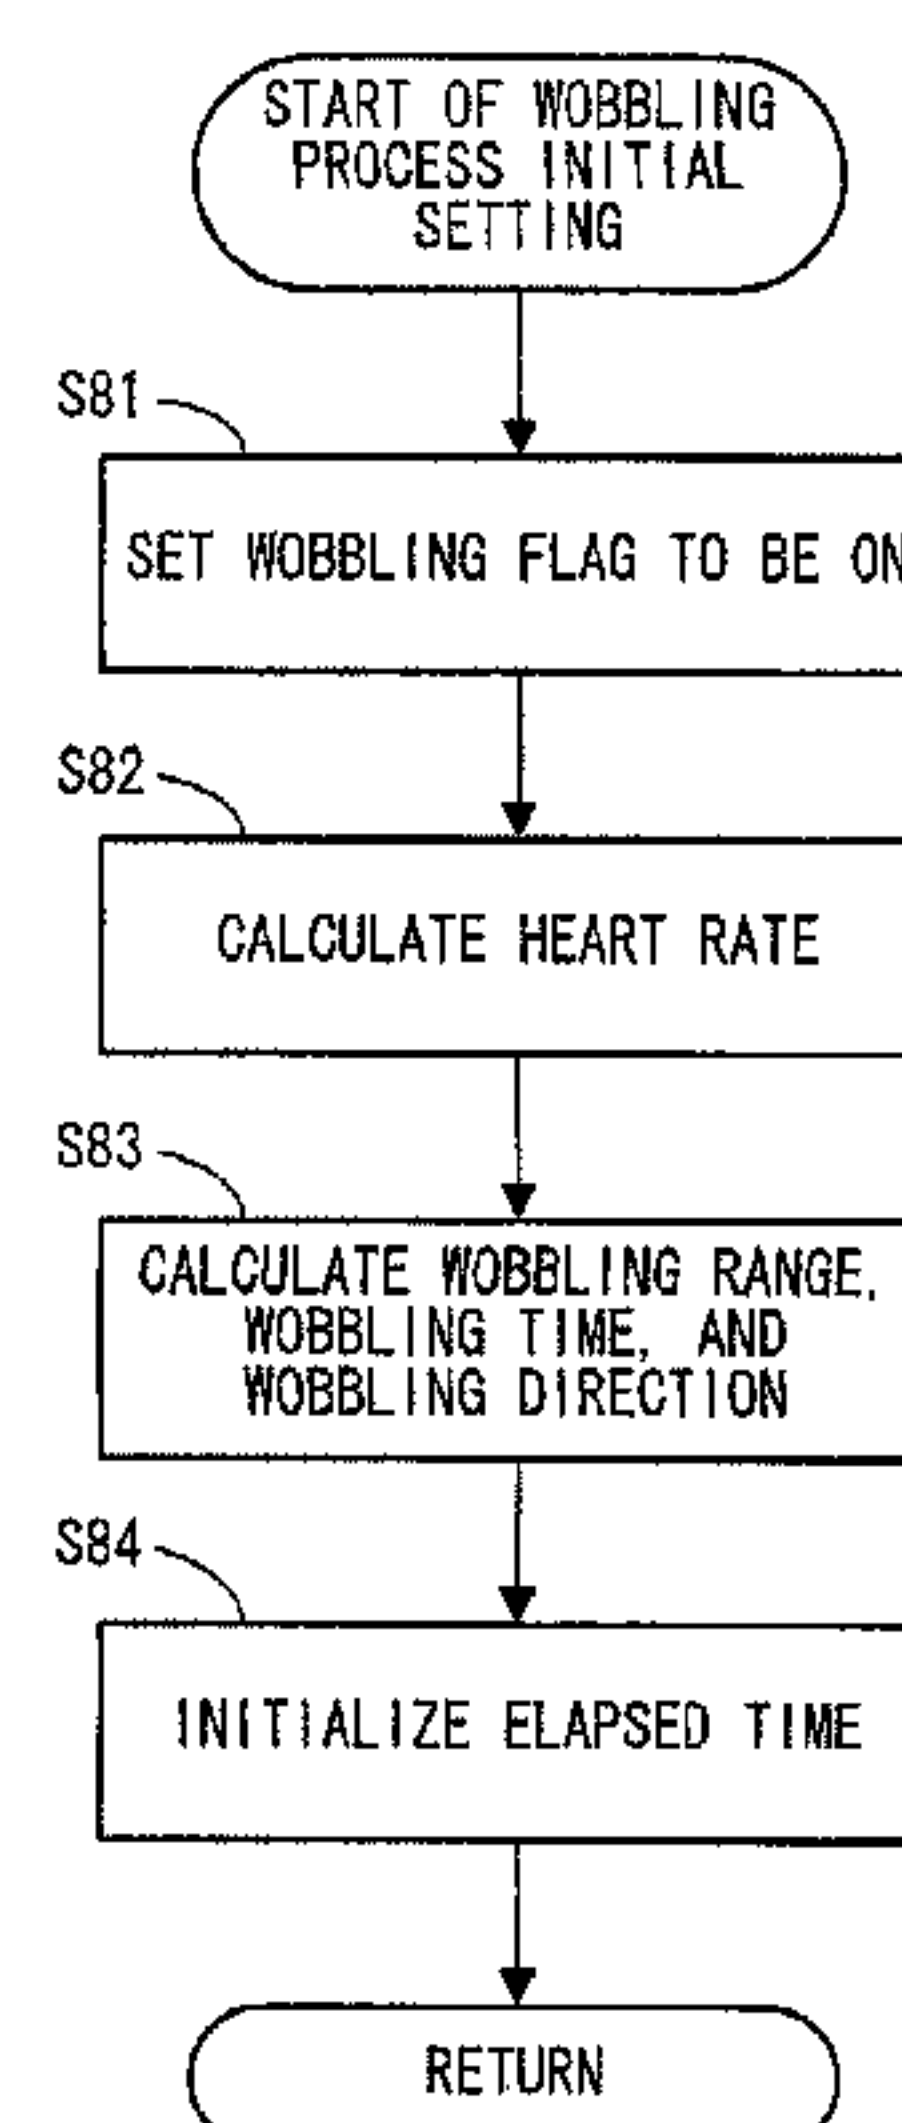 START OF WOBBLING
PROCESS INITIAL
SETTING
S81
SET WOBBLING FLAG TO BE ON
S82
CALCULATE HEART RATE
S83
CALCULATE WOBBLING RANGE,
WOBBLING TIME, AND
WOBBLING DIRECTION
S84
INITIALIZE ELAPSED TIME
RETURN